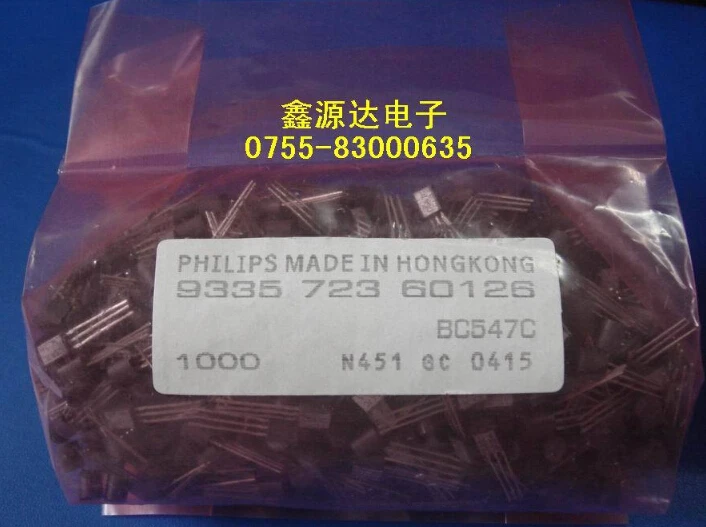 鑫源达电子
0755-83000635
PHILIPS MADE IN HONGKONG
9335 723 60126
BC547C
1000 N451 GC 0415